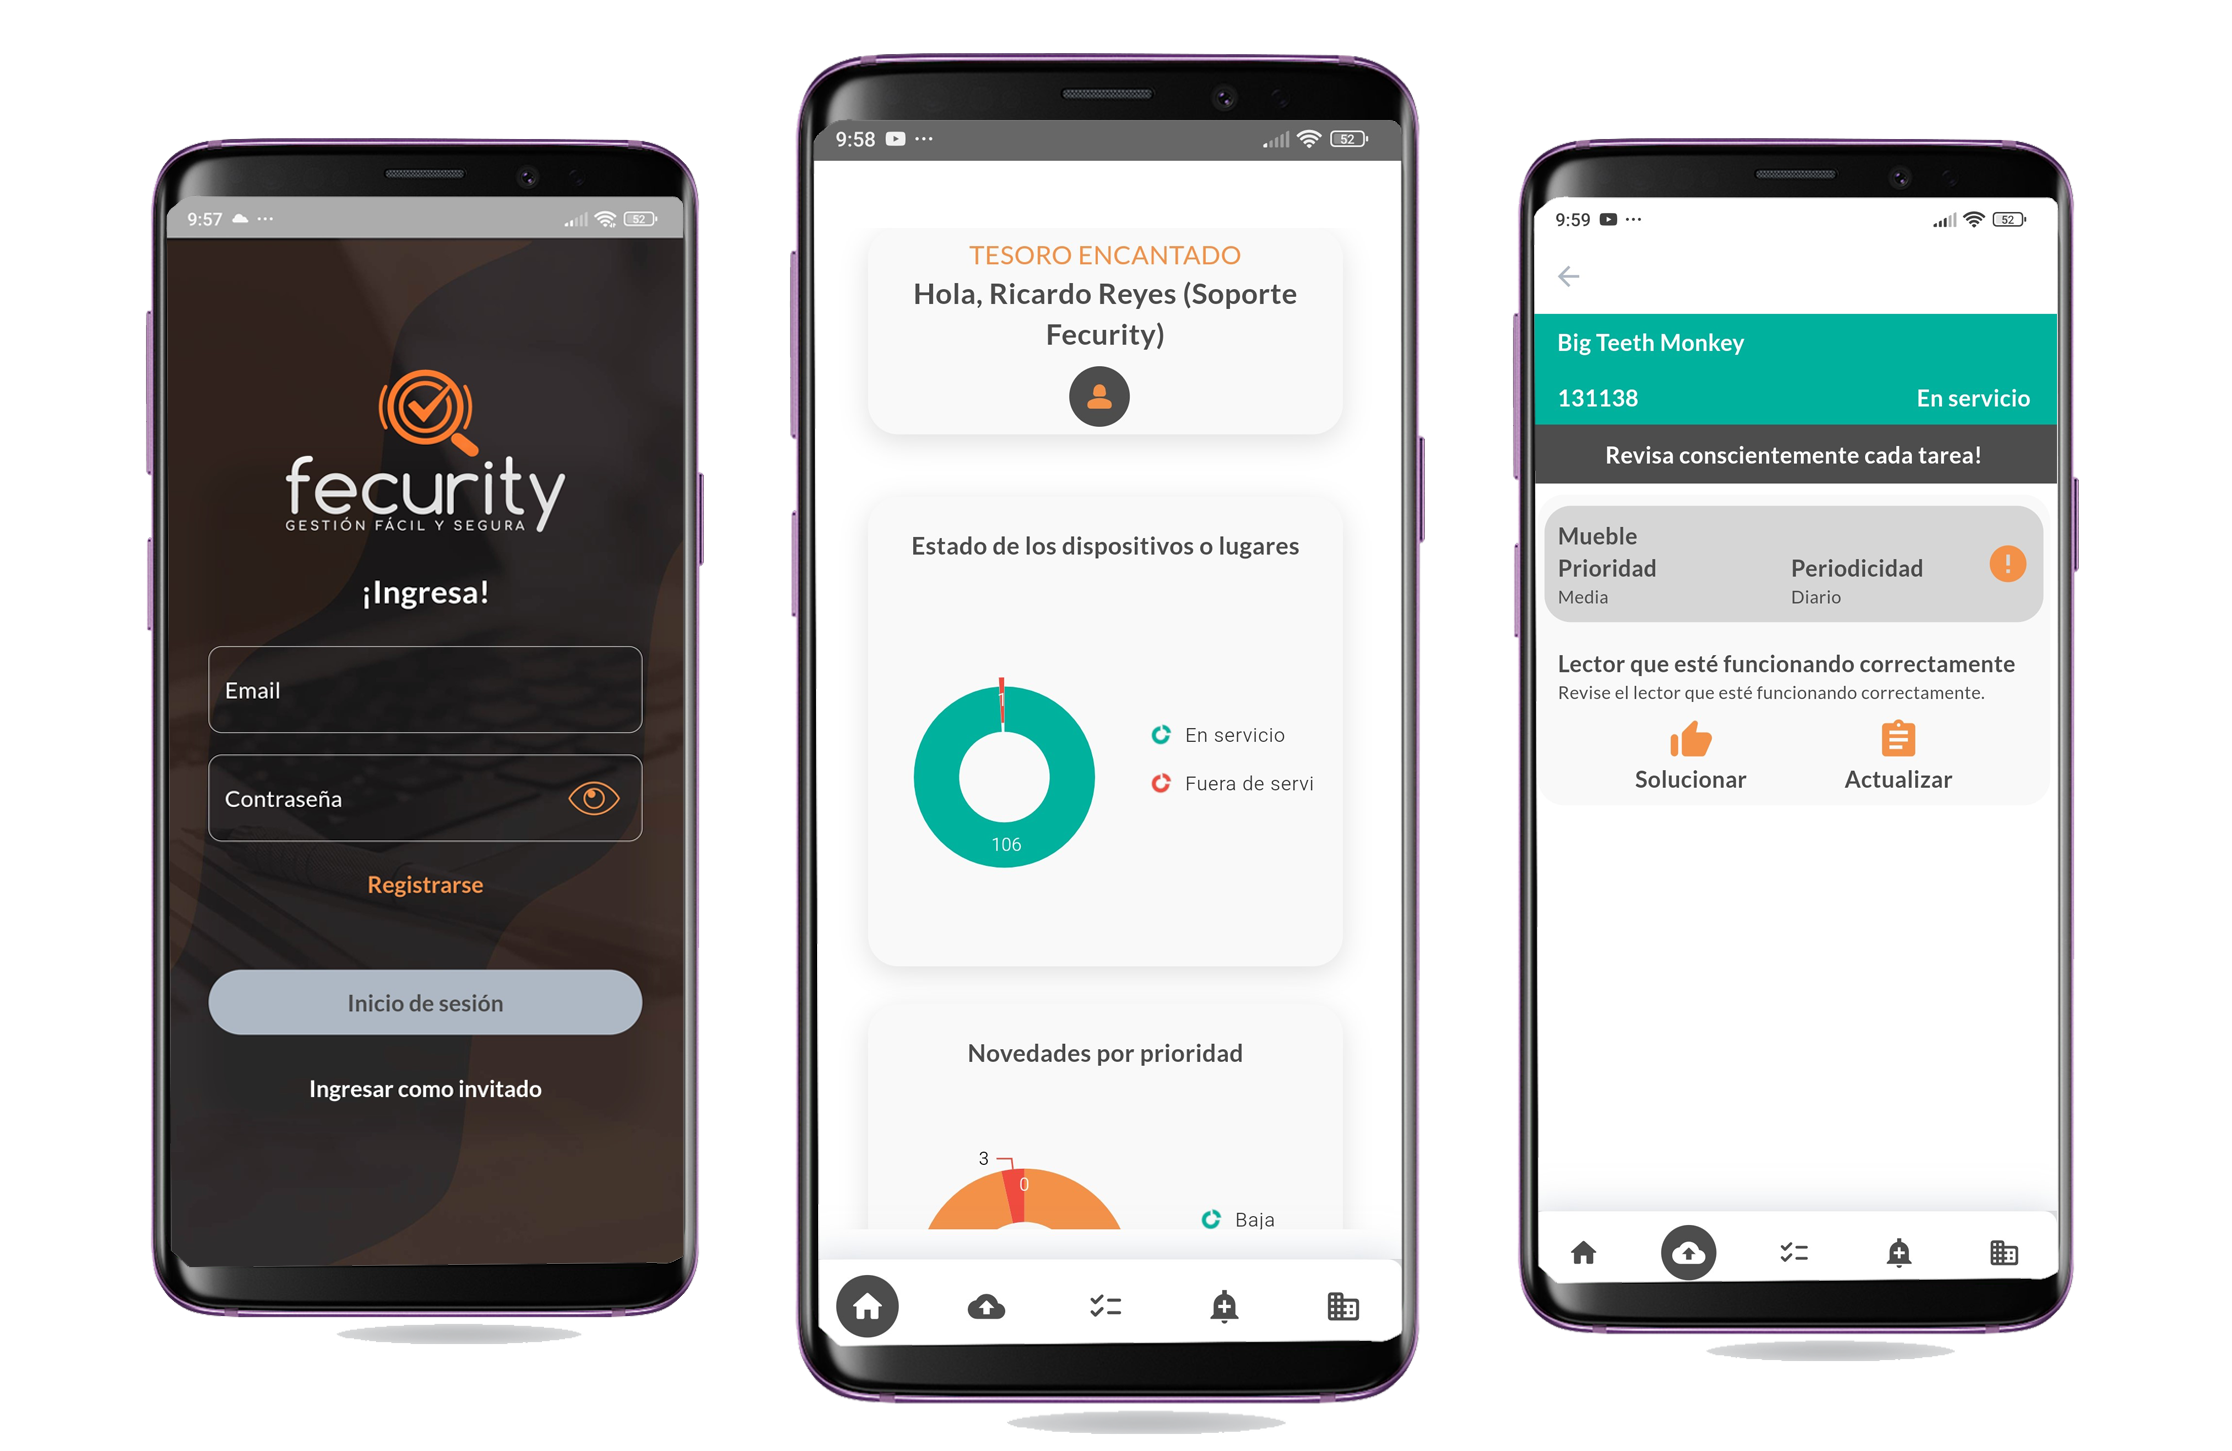 9:57
52
fecurity
GESTIÓN FÁCIL Y SEGURA
¡Ingresa!
Email
Contraseña
Registrarse
Inicio de sesión
Ingresar como invitado
9:58
52
TESORO ENCANTADO
Hola, Ricardo Reyes (Soporte
Fecurity)
Estado de los dispositivos o lugares
1
106
En servicio
Fuera de servi
Novedades por prioridad
3
0
Baja
9:59
52
Big Teeth Monkey
131138 En servicio
Revisa conscientemente cada tarea!
Mueble
Prioridad Periodicidad
Media Diario
Lector que esté funcionando correctamente
Revise el lector que esté funcionando correctamente.
Solucionar Actualizar